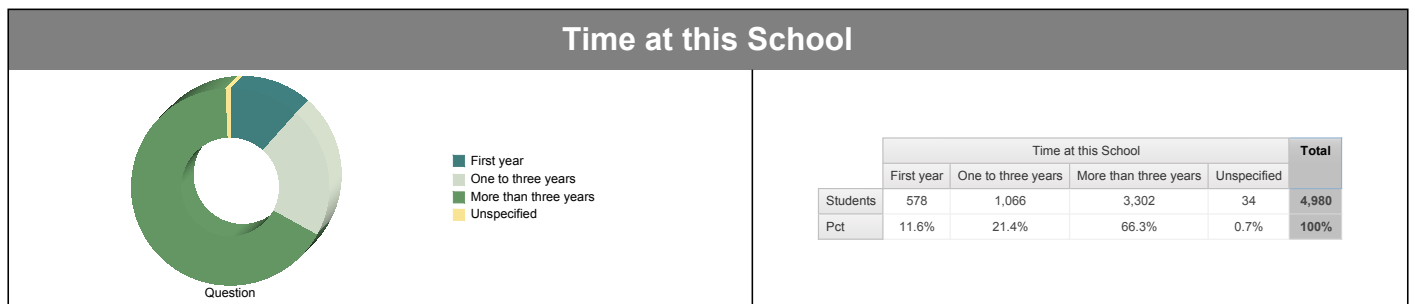 Time at this School
First year
One to three years
More than three years
Unspecified
Question
Time at this School Total
First year One to three years More than three years Unspecified
Students 578 1,066 3,302 34 4,980
Pct 11.6% 21.4% 66.3% 0.7% 100%